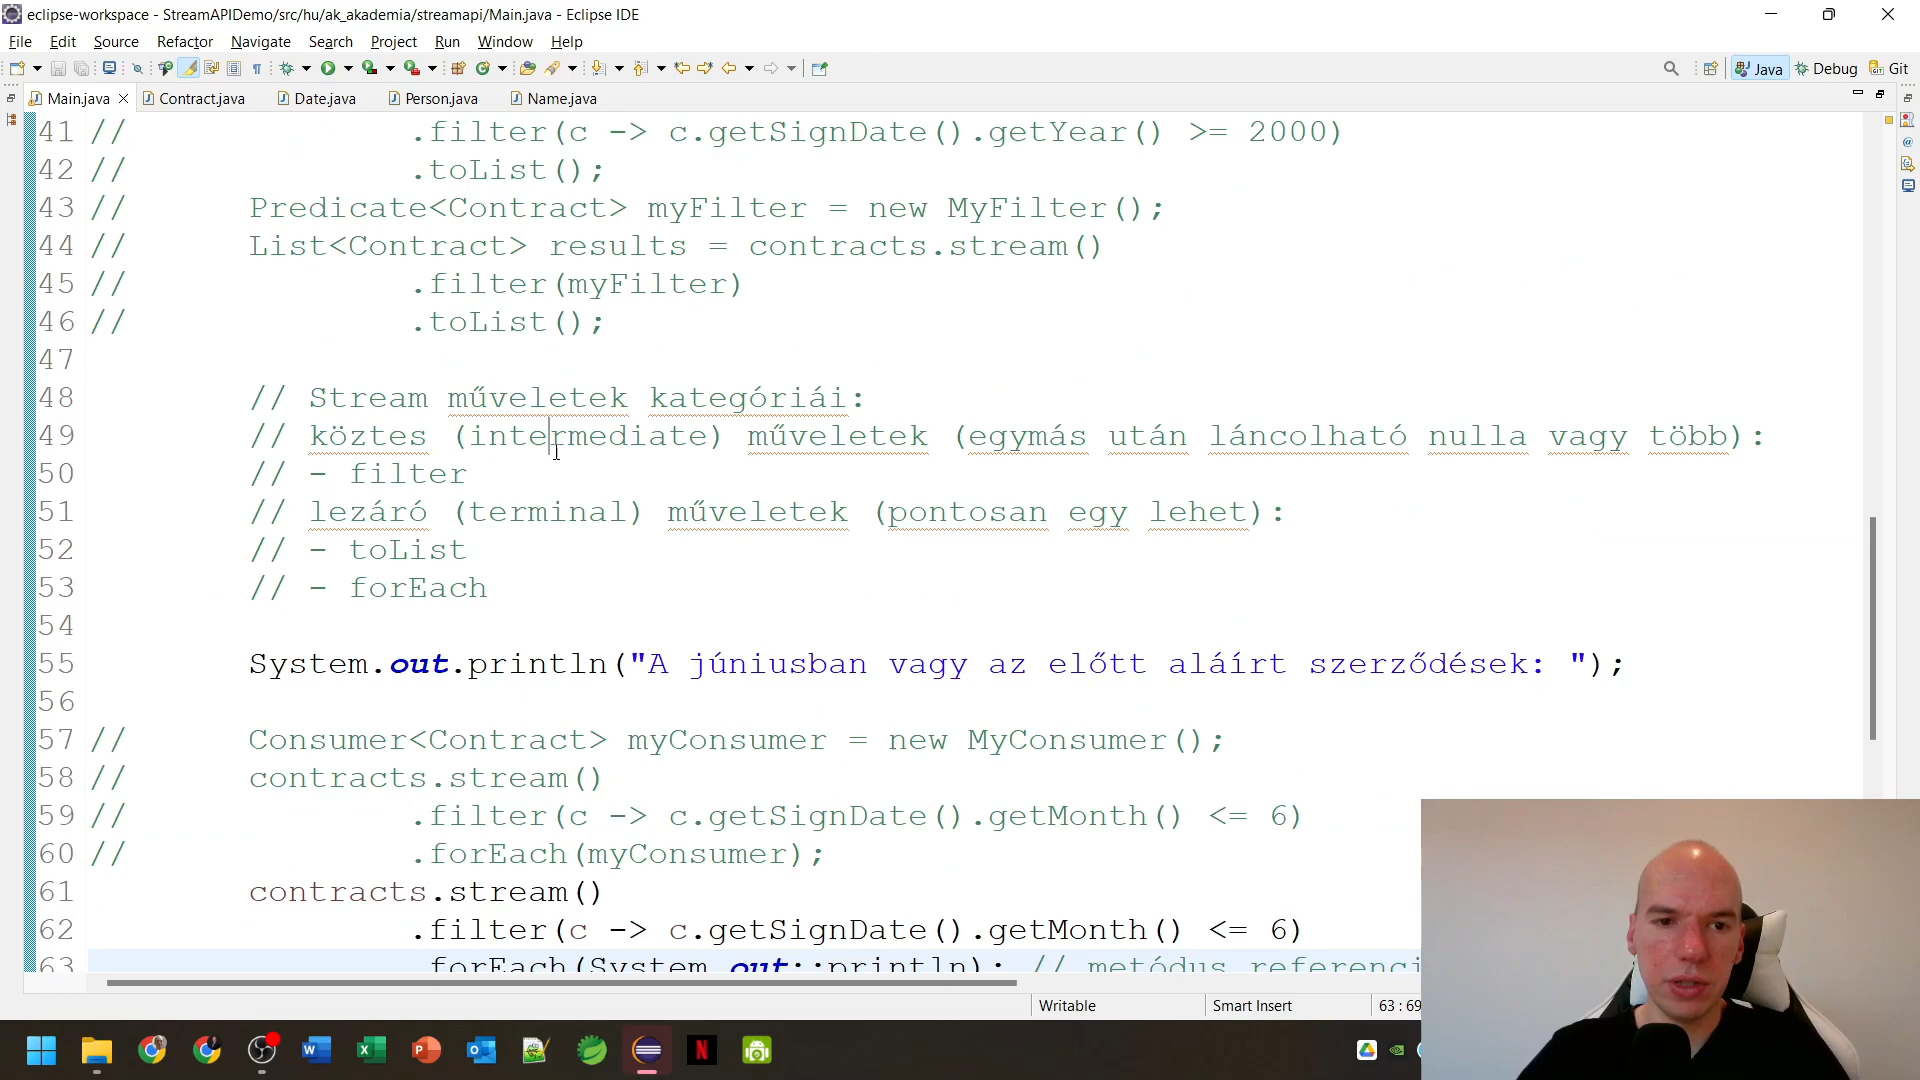 eclipse-workspace - StreamAPIDemo/src/hu/ak_akademia/streamapi/Main.java - Eclipse IDE
File Edit Source Refactor Navigate Search Project Run Window Help
Java Debug Git
Main.java Contract.java Date.java Person.java Name.java
41 // .filter(c -> c.getSignDate().getYear() >= 2000)
42 // .toList();
43 // Predicate<Contract> myFilter = new MyFilter();
44 // List<Contract> results = contracts.stream()
45 // .filter(myFilter)
46 // .toList();
47
48 // Stream műveletek kategóriái:
49 // köztes (intermediate) műveletek (egymás után láncolható nulla vagy több):
50 // - filter
51 // lezáró (terminal) műveletek (pontosan egy lehet):
52 // - toList
53 // - forEach
54
55 System.out.println("A júniusban vagy az előtt aláírt szerződések: ");
56
57 // Consumer<Contract> myConsumer = new MyConsumer();
58 // contracts.stream()
59 // .filter(c -> c.getSignDate().getMonth() <= 6)
60 // .forEach(myConsumer);
61 contracts.stream()
62 .filter(c -> c.getSignDate().getMonth() <= 6)
63 .forEach(System.out::println); // metódus referenci
Writable Smart Insert 63 : 69